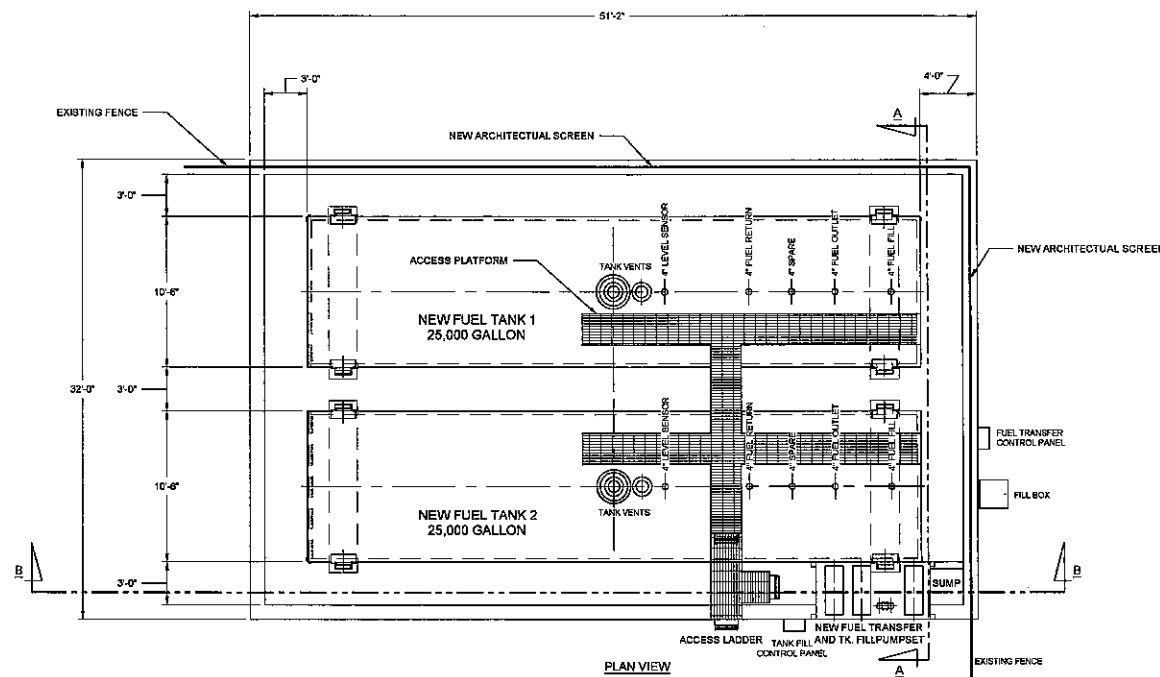 51'-2"
3'-0"
4'-0"
EXISTING FENCE
A
NEW ARCHITECTUAL SCREEN
3'-0"
4" LEVEL SENSOR
4" FUEL RETURN
4" SPARE
4" FUEL OUTLET
4" FUEL FILL
NEW ARCHITECTUAL SCREEN
ACCESS PLATFORM
TANK VENTS
10'-6"
NEW FUEL TANK 1
25,000 GALLON
32'-0"
3'-0"
4" LEVEL SENSOR
4" FUEL RETURN
4" SPARE
4" FUEL OUTLET
4" FUEL FILL
FUEL TRANSFER
CONTROL PANEL
10'-6"
FILL BOX
TANK VENTS
NEW FUEL TANK 2
25,000 GALLON
B
B
3'-0"
SUMP
NEW FUEL TRANSFER
AND TK. FILLPUMPSET
ACCESS LADDER
TANK FILL
CONTROL PANEL
PLAN VIEW
A
EXISTING FENCE